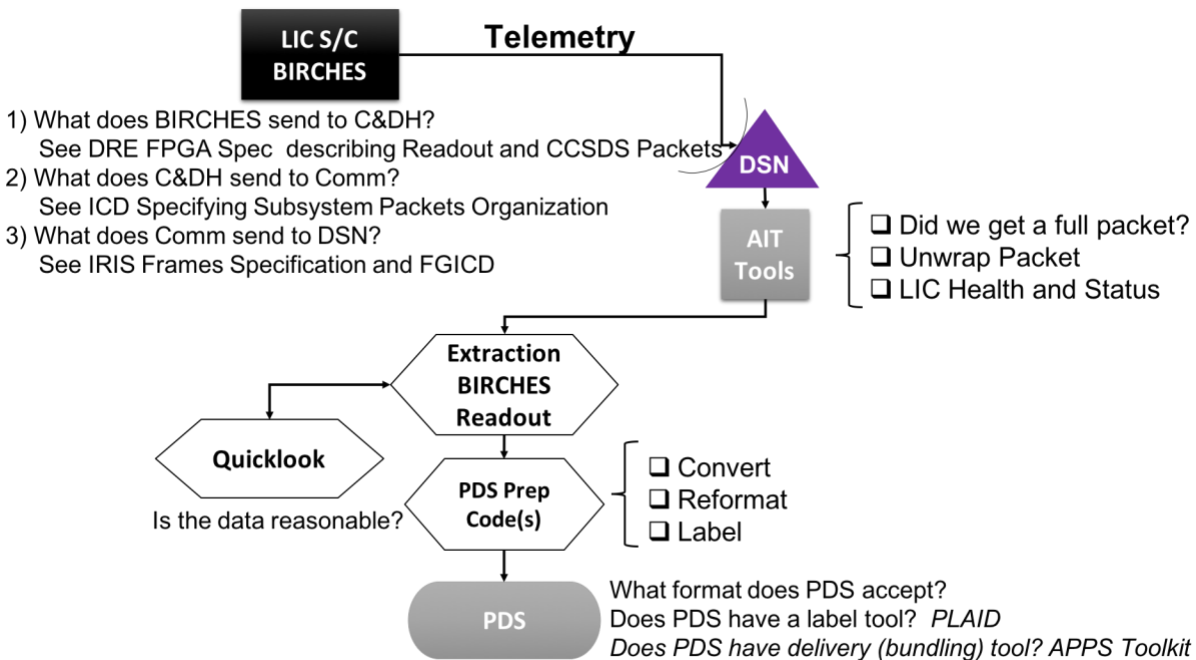 LIC S/C
BIRCHES
Telemetry
1) What does BIRCHES send to C&DH?
See DRE FPGA Spec describing Readout and CCSDS Packets
2) What does C&DH send to Comm?
See ICD Specifying Subsystem Packets Organization
3) What does Comm send to DSN?
See IRIS Frames Specification and FGICD
DSN
AIT
Tools
❑ Did we get a full packet?
❑ Unwrap Packet
❑ LIC Health and Status
Extraction
BIRCHES
Readout
Quicklook
Is the data reasonable?
PDS Prep
Code(s)
❑ Convert
❑ Reformat
❑ Label
PDS
What format does PDS accept?
Does PDS have a label tool? PLAID
Does PDS have delivery (bundling) tool? APPS Toolkit